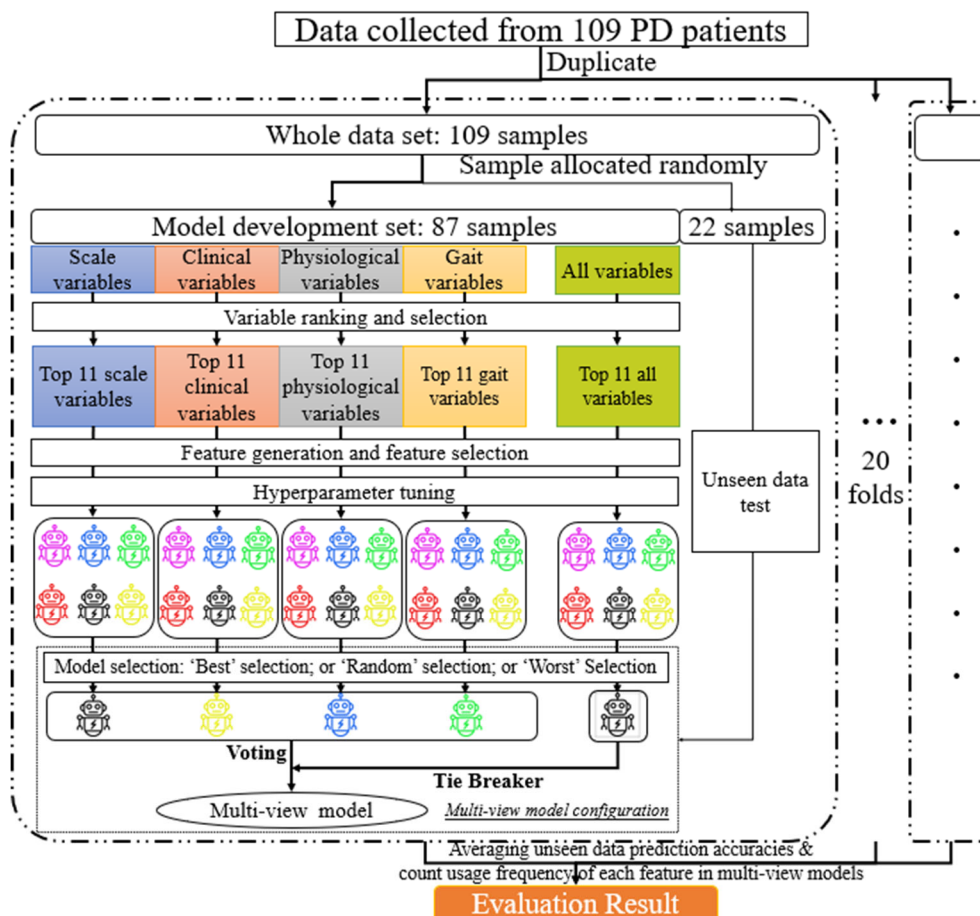 Data collected from 109 PD patients
Duplicate
Whole data set: 109 samples
Sample allocated randomly
Model development set: 87 samples
22 samples
Scale
variables
Clinical
variables
Physiological
variables
Gait
variables
All variables
Variable ranking and selection
Top 11 scale
variables
Top 11
clinical
variables
Top 11
physiological
variables
Top 11 gait
variables
Top 11 all
variables
...
20
folds
Feature generation and feature selection
Unseen data
test
Hyperparameter tuning
Model selection: ‘Best’ selection; or ‘Random’ selection; or ‘Worst’ Selection
Voting
Tie Breaker
Multi-view model
Multi-view model configuration
Averaging unseen data prediction accuracies &
count usage frequency of each feature in multi-view models
Evaluation Result